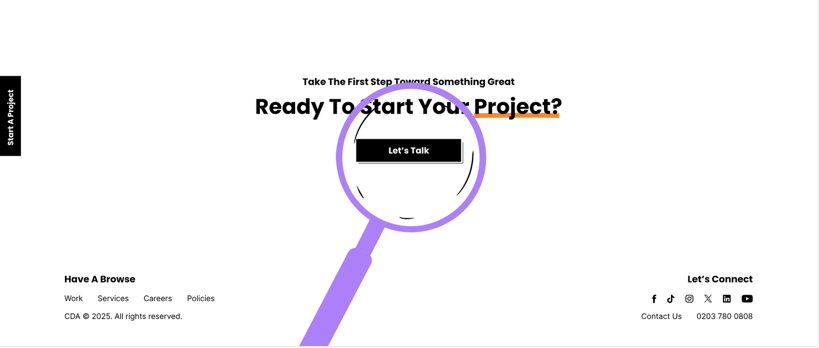 Take The First Step Toward Something Great
Ready To Start Your Project?
Start A Project
Let's Talk
Have A Browse
Work Services Careers Policies
CDA © 2025. All rights reserved.
Let's Connect
Contact Us 0203 780 0808